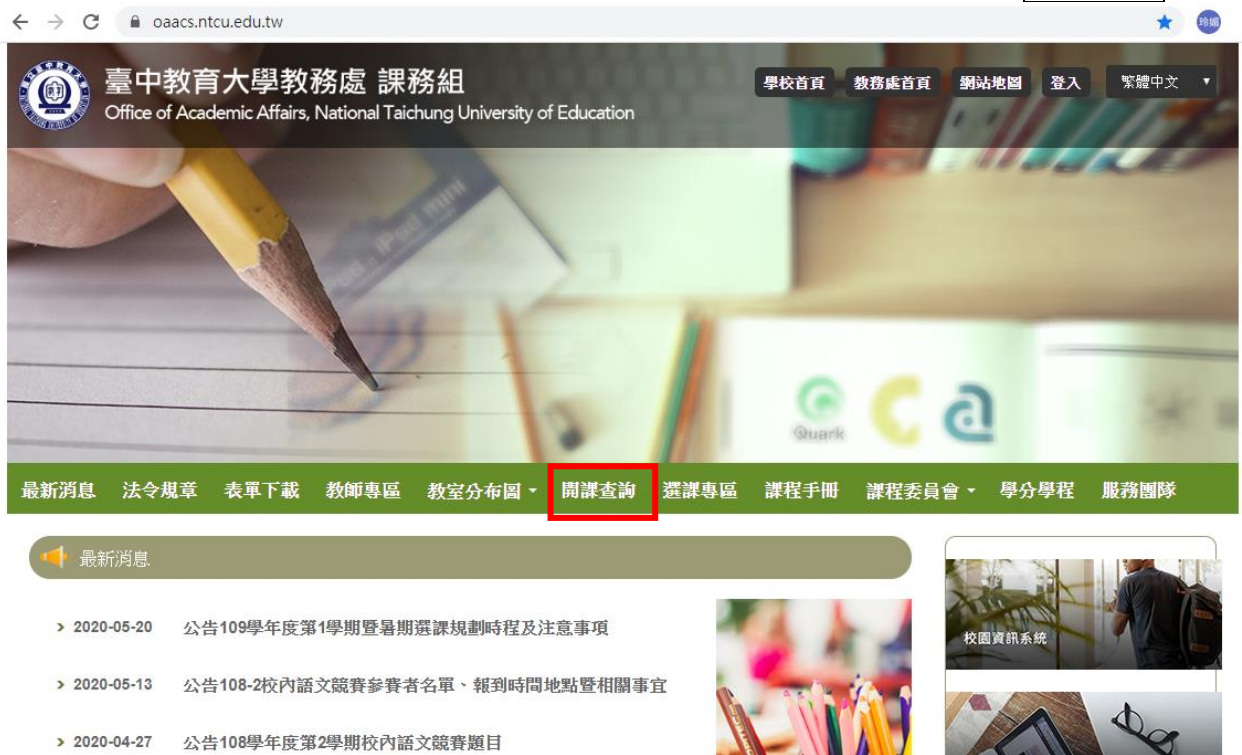 oaacs.ntcu.edu.tw
玲媚
臺中教育大學教務處 課務組
Office of Academic Affairs, National Taichung University of Education
學校首頁 教務處首頁 網站地圖 登入 繁體中文
iPad mini
Quark
最新消息 法令規章 表單下載 教師專區 教室分布圖 開課查詢 選課專區 課程手冊 課程委員會 學分學程 服務團隊
最新消息
2020-05-20 公告109學年度第1學期暨暑期選課規劃時程及注意事項
校園資訊系統
2020-05-13 公告108-2校內語文競賽參賽者名單、報到時間地點暨相關事宜
2020-04-27 公告108學年度第2學期校內語文競賽題目